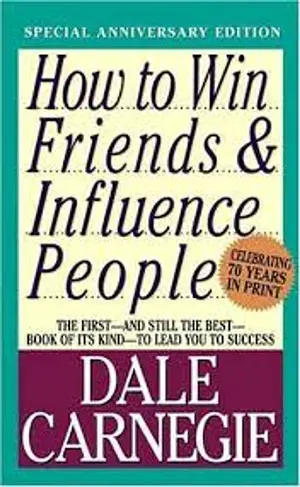 SPECIAL ANNIVERSARY EDITION
How to Win
Friends &
Influence
People
CELEBRATING
70 YEARS
IN PRINT
THE FIRST—AND STILL THE BEST—
BOOK OF ITS KIND—TO LEAD YOU TO SUCCESS
DALE
CARNEGIE